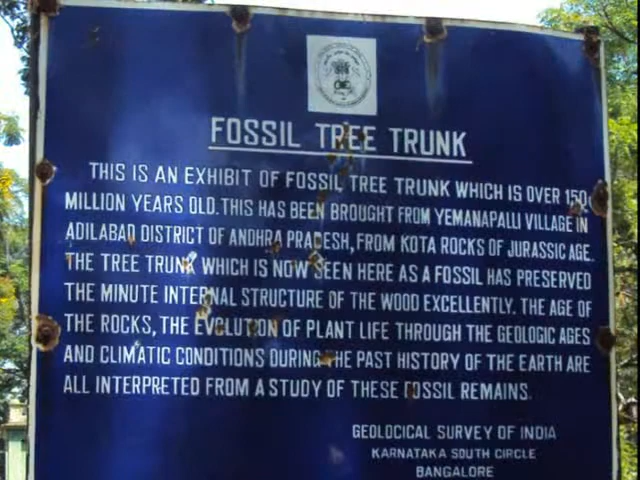 FOSSIL TREE TRUNK
THIS IS AN EXHIBIT OF FOSSIL TREE TRUNK WHICH IS OVER 150
MILLION YEARS OLD. THIS HAS BEEN BROUGHT FROM YEMANAPALLI VILLAGE IN
ADILABAD DISTRICT OF ANDHRA PRADESH, FROM KOTA ROCKS OF JURASSIC AGE.
THE TREE TRUNK WHICH IS NOW SEEN HERE AS A FOSSIL HAS PRESERVED
THE MINUTE INTERNAL STRUCTURE OF THE WOOD EXCELLENTLY. THE AGE OF
THE ROCKS, THE EVOLUTION OF PLANT LIFE THROUGH THE GEOLOGIC AGES
AND CLIMATIC CONDITIONS DURING THE PAST HISTORY OF THE EARTH ARE
ALL INTERPRETED FROM A STUDY OF THESE FOSSIL REMAINS.
GEOLOCICAL SURVEY OF INDIA
KARNATAKA SOUTH CIRCLE
BANGALORE